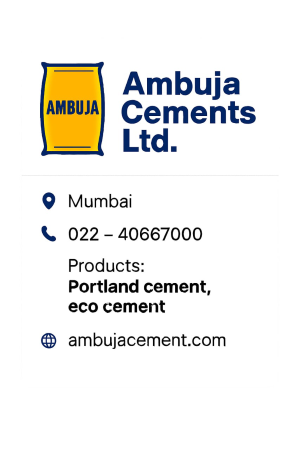 AMBUJA
Ambuja
Cements
Ltd.
Mumbai
022 – 40667000
Products:
Portland cement,
eco cement
ambujacement.com